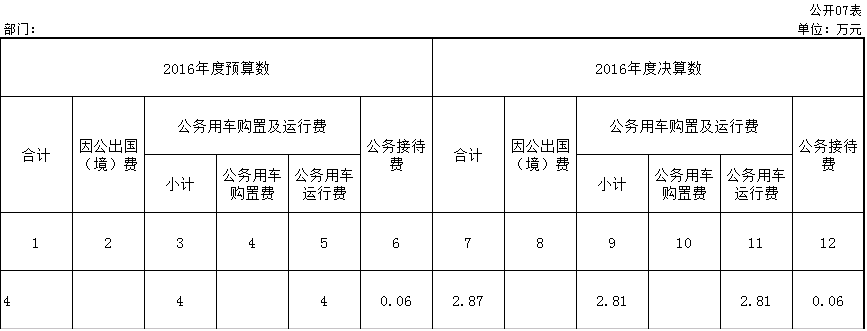 公开07表
部门： 单位：万元
2016年度预算数 2016年度决算数
合计 因公出国（境）费 公务用车购置及运行费 公务接待费 合计 因公出国（境）费 公务用车购置及运行费 公务接待费
小计 公务用车购置费 公务用车运行费 小计 公务用车购置费 公务用车运行费
1 2 3 4 5 6 7 8 9 10 11 12
4 4 4 0.06 2.87 2.81 2.81 0.06